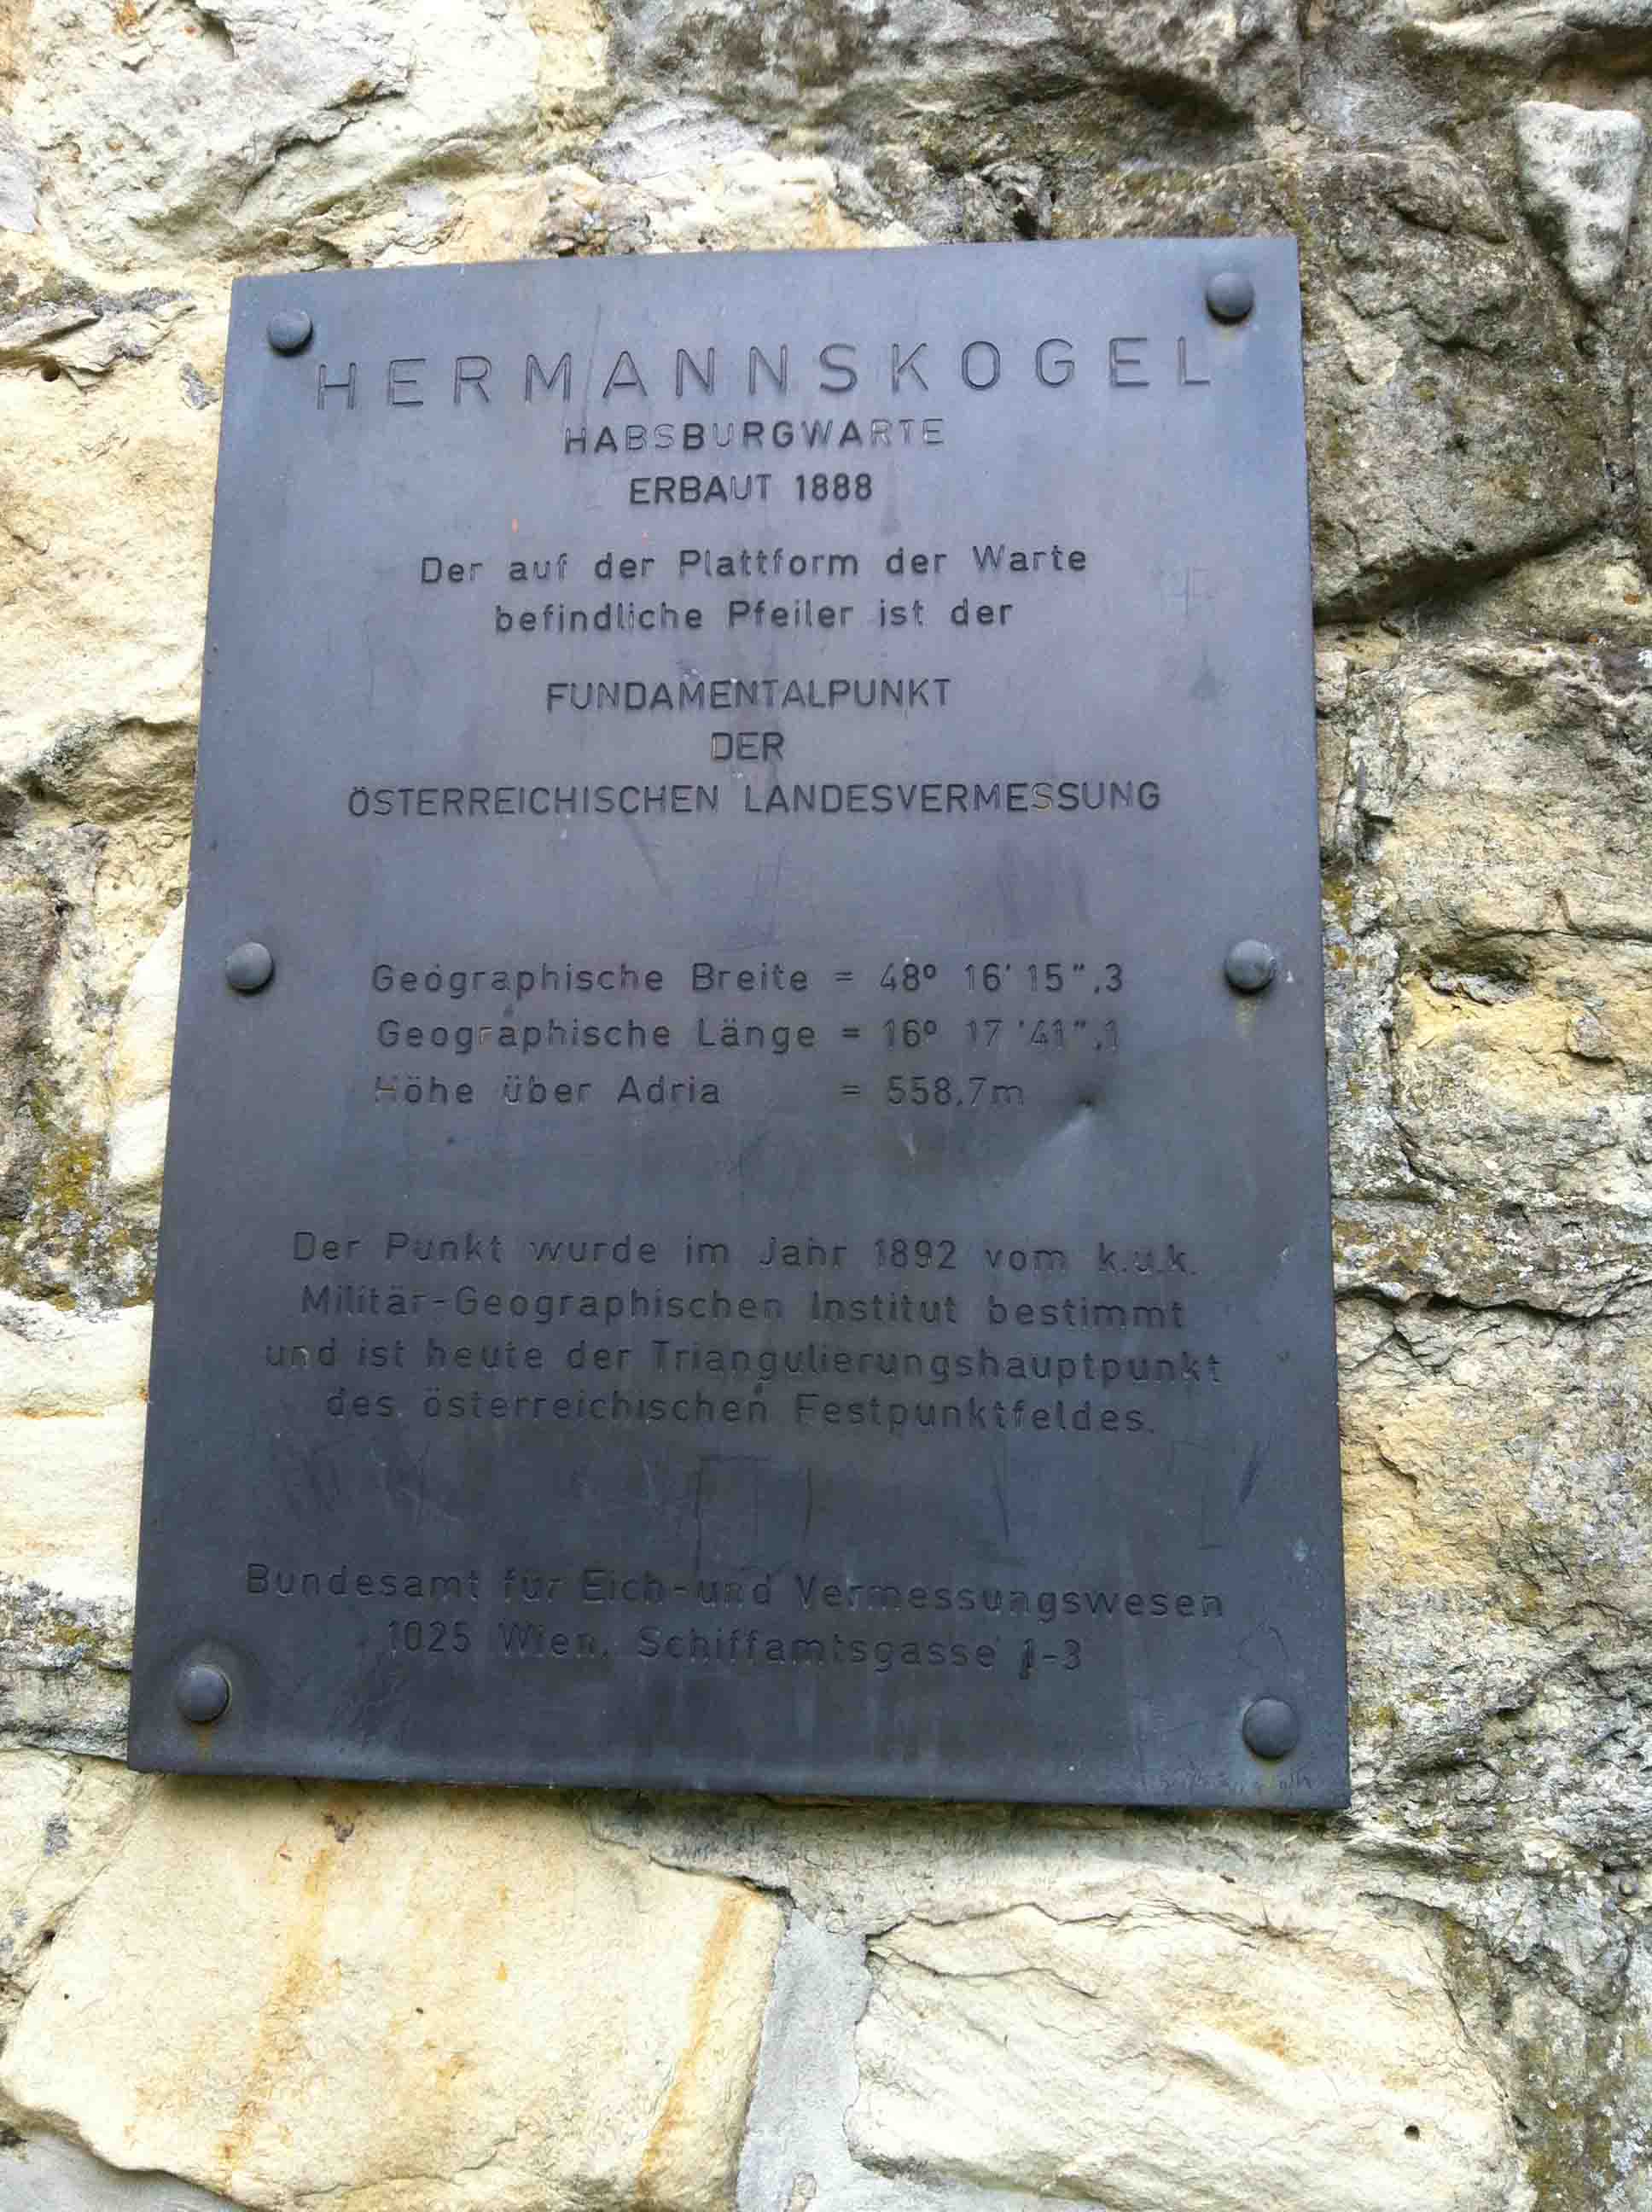 HERMANNSKOGEL
HABSBURGWARTE
ERBAUT 1888
Der auf der Plattform der Warte
befindliche Pfeiler ist der
FUNDAMENTALPUNKT
DER
ÖSTERREICHISCHEN LANDESVERMESSUNG
Geographische Breite = 48º 16' 15",3
Geographische Länge = 16º 17 '41",1
Höhe über Adria = 558,7m
Der Punkt wurde im Jahr 1892 vom k.u.k.
Militär-Geographischen Institut bestimmt
und ist heute der Triangulierungshauptpunkt
des österreichischen Festpunktfeldes.
Bundesamt für Eich-und Vermessungswesen
1025 Wien, Schiffamtsgasse 1-3